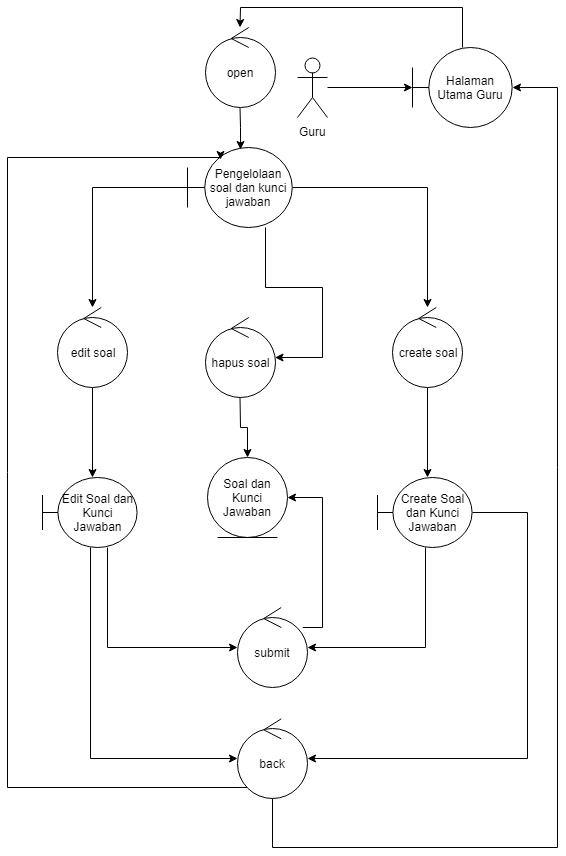 open
Halaman
Utama Guru
Guru
Pengelolaan
soal dan kunci
jawaban
edit soal
hapus soal
create soal
Edit Soal dan
Kunci
Jawaban
Soal dan
Kunci
Jawaban
Create Soal
dan Kunci
Jawaban
submit
back